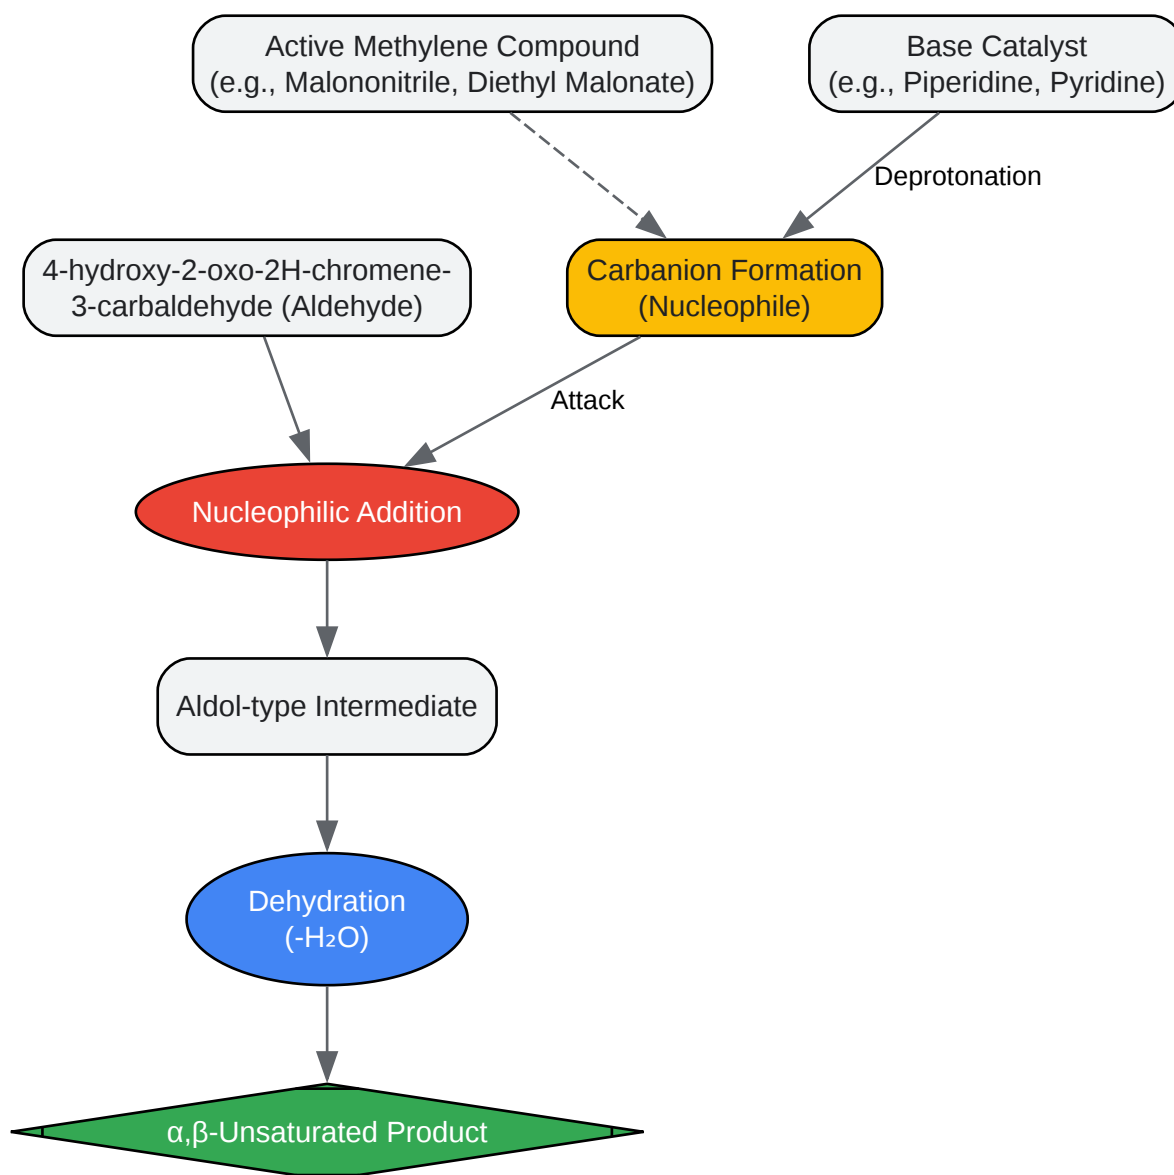 Active Methylene Compound
(e.g., Malononitrile, Diethyl Malonate)
Base Catalyst
(e.g., Piperidine, Pyridine)
Deprotonation
4-hydroxy-2-oxo-2H-chromene-
3-carbaldehyde (Aldehyde)
Carbanion Formation
(Nucleophile)
Attack
Nucleophilic Addition
Aldol-type Intermediate
Dehydration
(-H₂O)
α,β-Unsaturated Product